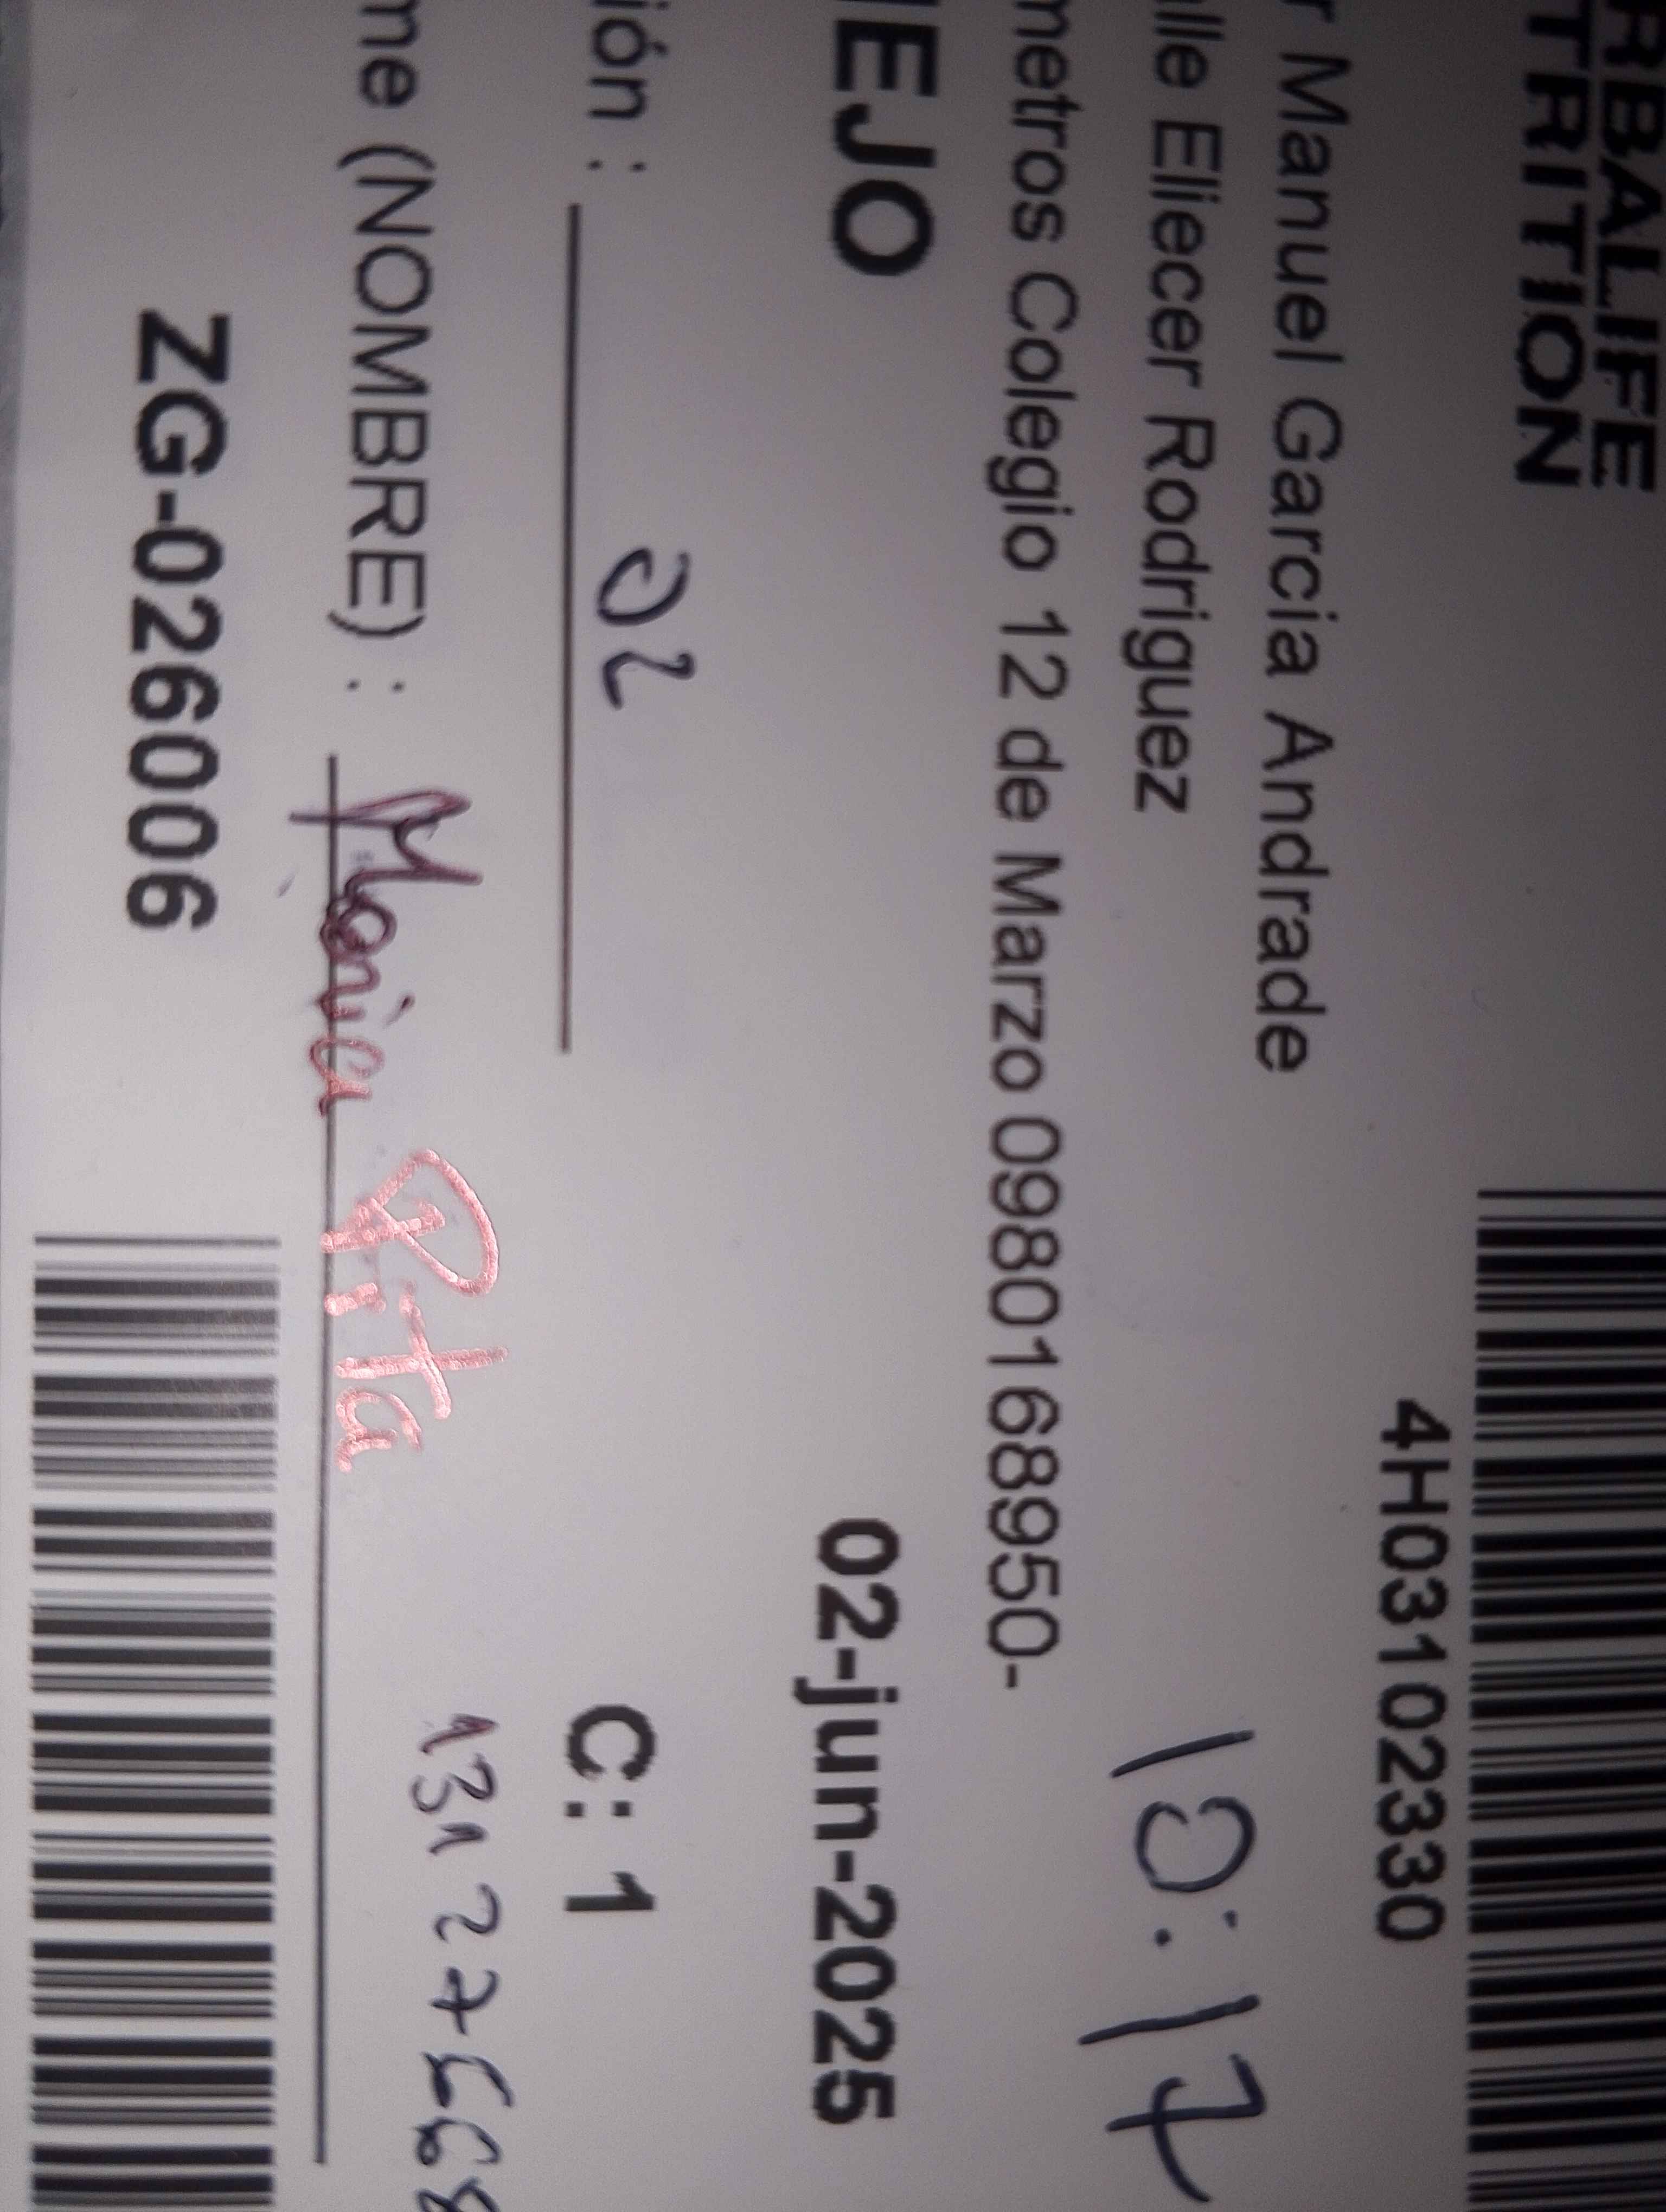 RBALIFE
TRITION
4H03102330
r Manuel Garcia Andrade
lle Eliecer Rodriguez
10:17
metros Colegio 12 de Marzo 0980168950-
EJO 02-jun-2025
ión : 02 C: 1
me (NOMBRE) : Monica Pita
ZG-026006